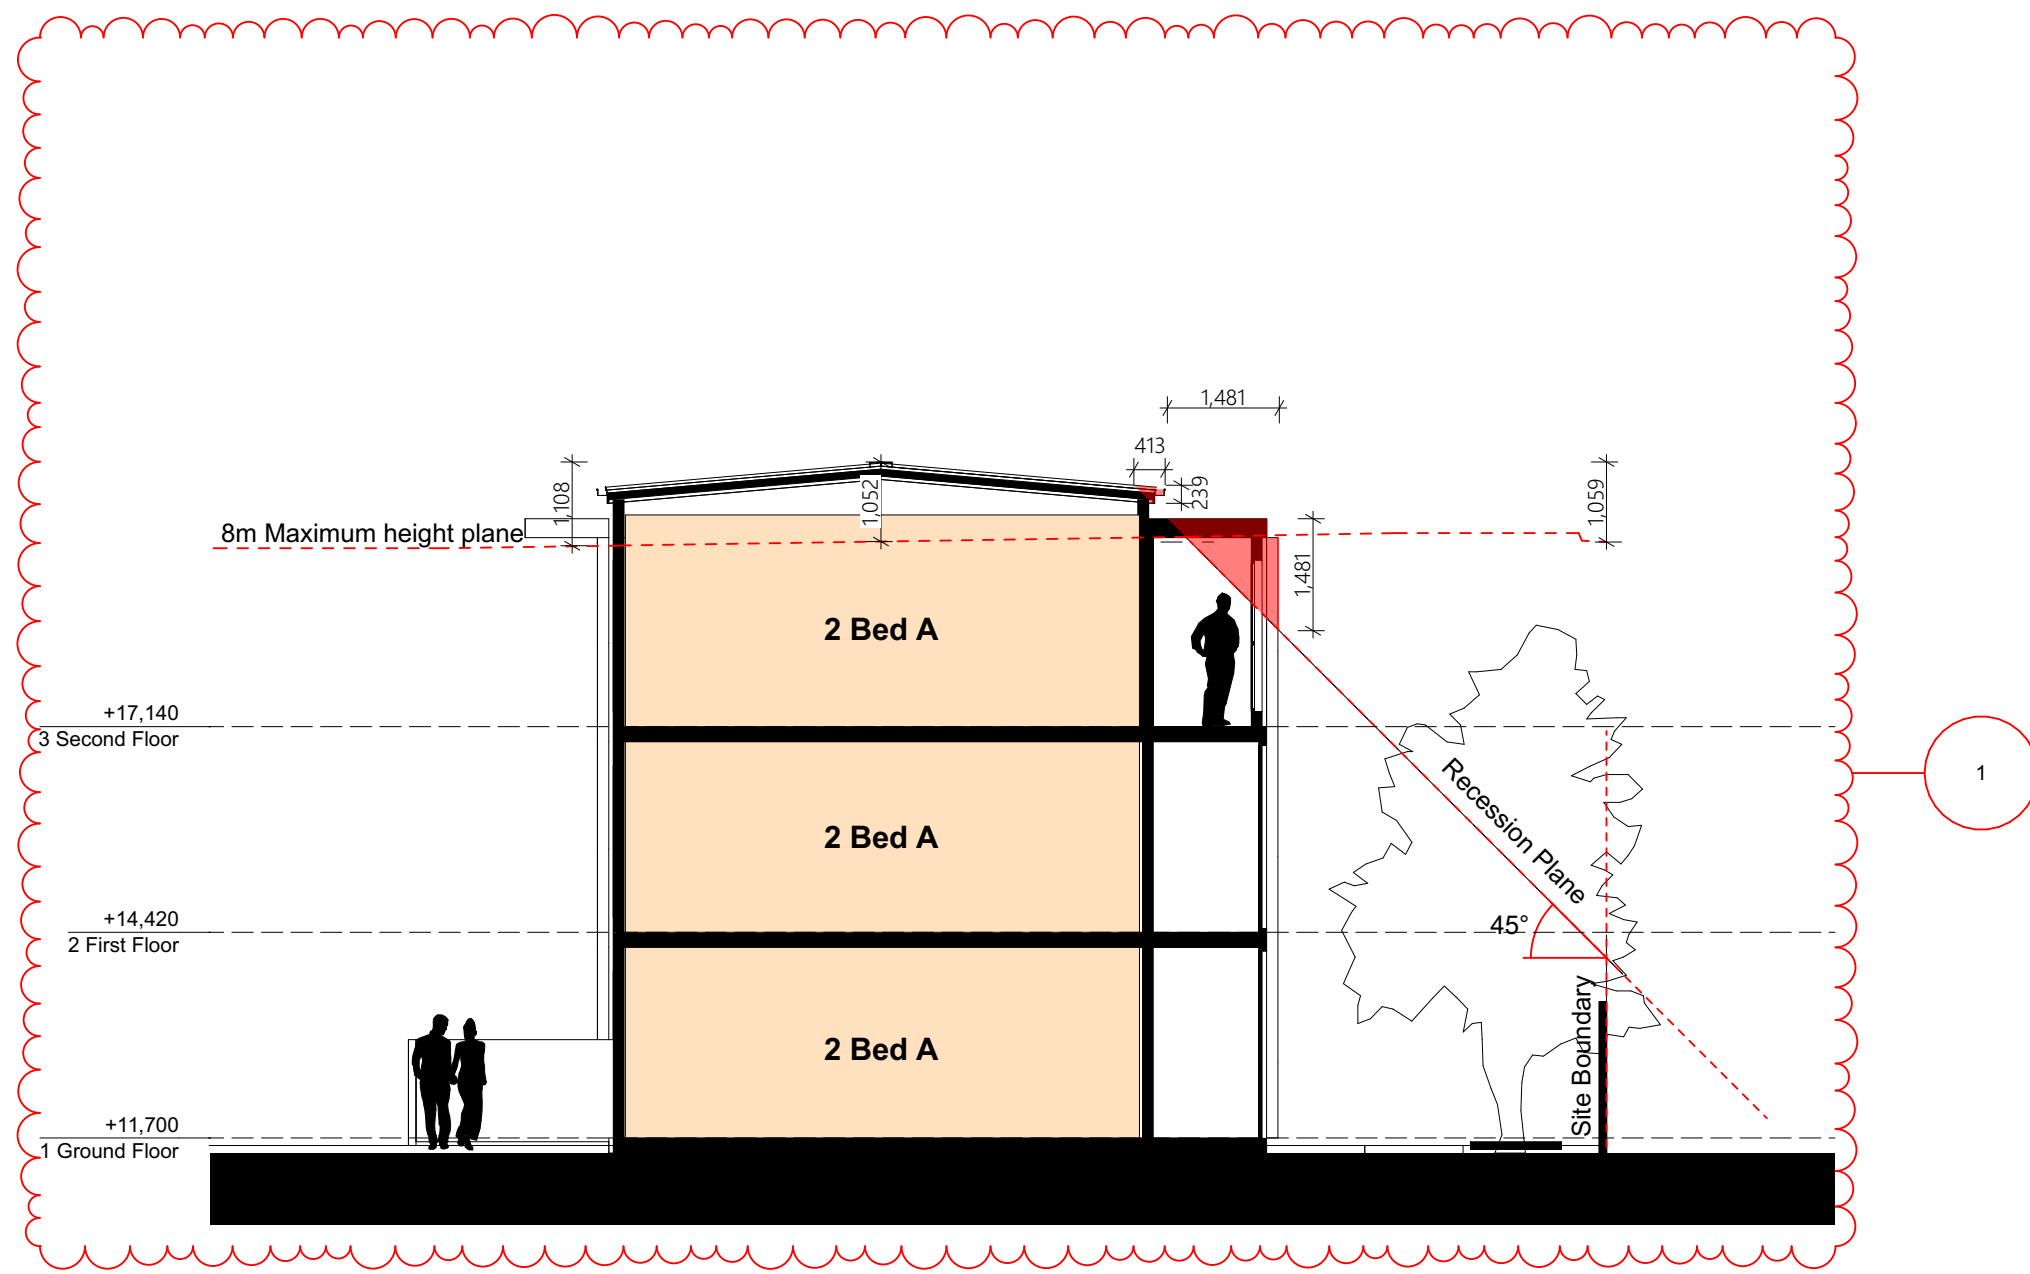 1,481
413
239
1,108
1,052
1,059
8m Maximum height plane
1,481
2 Bed A
+17,140
3 Second Floor
1
Recession Plane
2 Bed A
+14,420
2 First Floor
45°
Site Boundary
2 Bed A
+11,700
1 Ground Floor